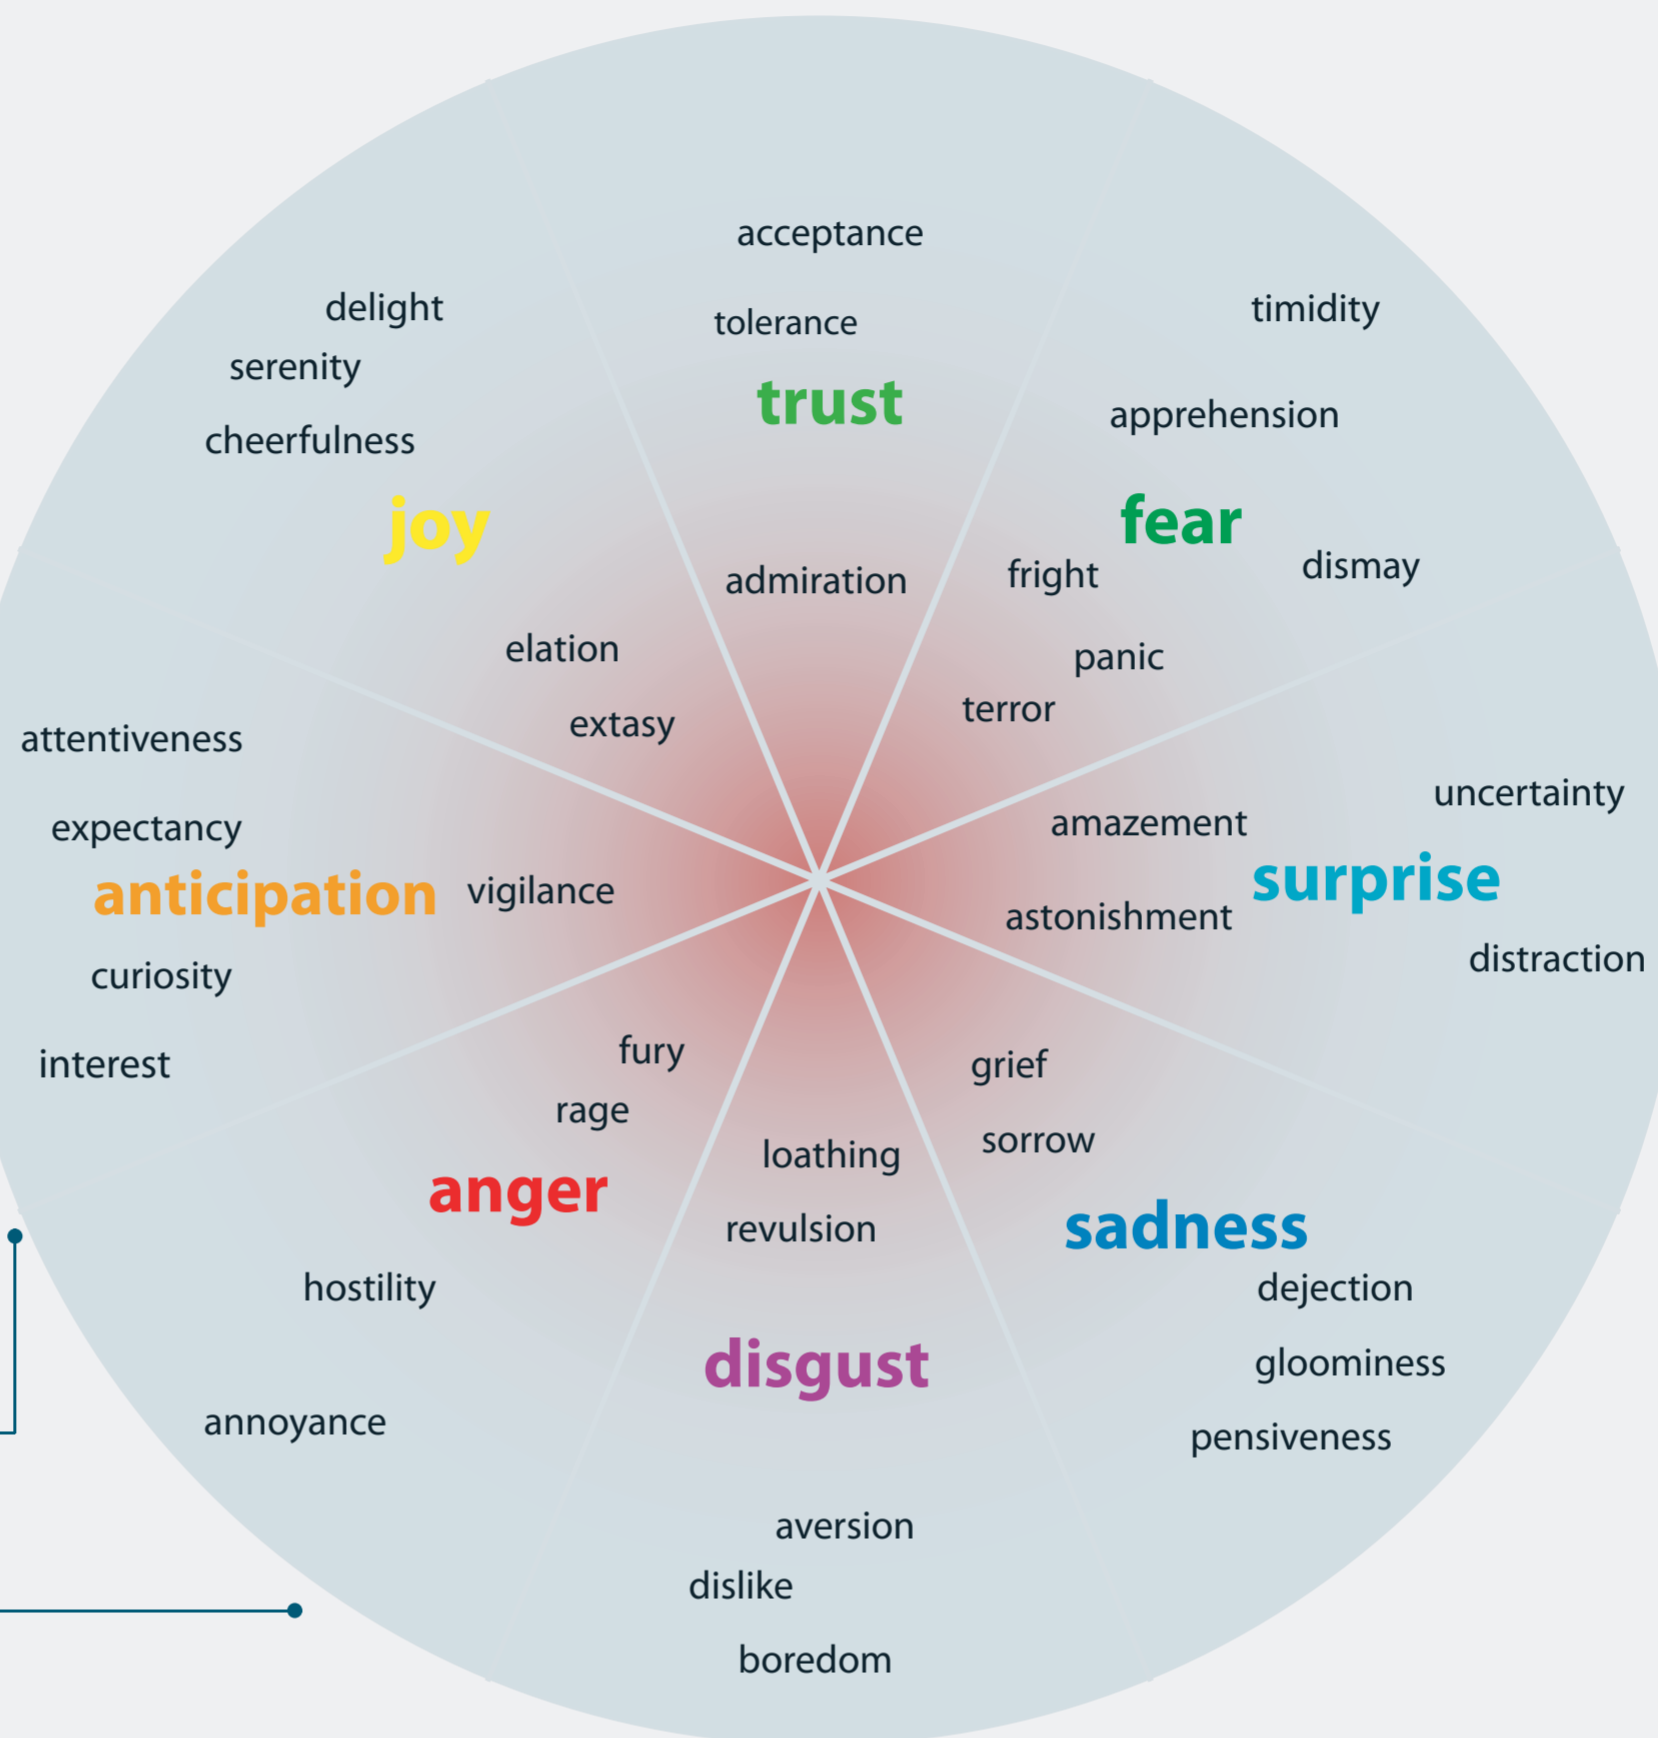 acceptance
delight
timidity
tolerance
serenity
trust
apprehension
cheerfulness
joy
fear
dismay
fright
admiration
elation
panic
terror
extasy
attentiveness
uncertainty
amazement
expectancy
surprise
anticipation
vigilance
astonishment
distraction
curiosity
fury
interest
grief
rage
sorrow
loathing
anger
revulsion
sadness
hostility
dejection
disgust
gloominess
annoyance
pensiveness
aversion
dislike
boredom